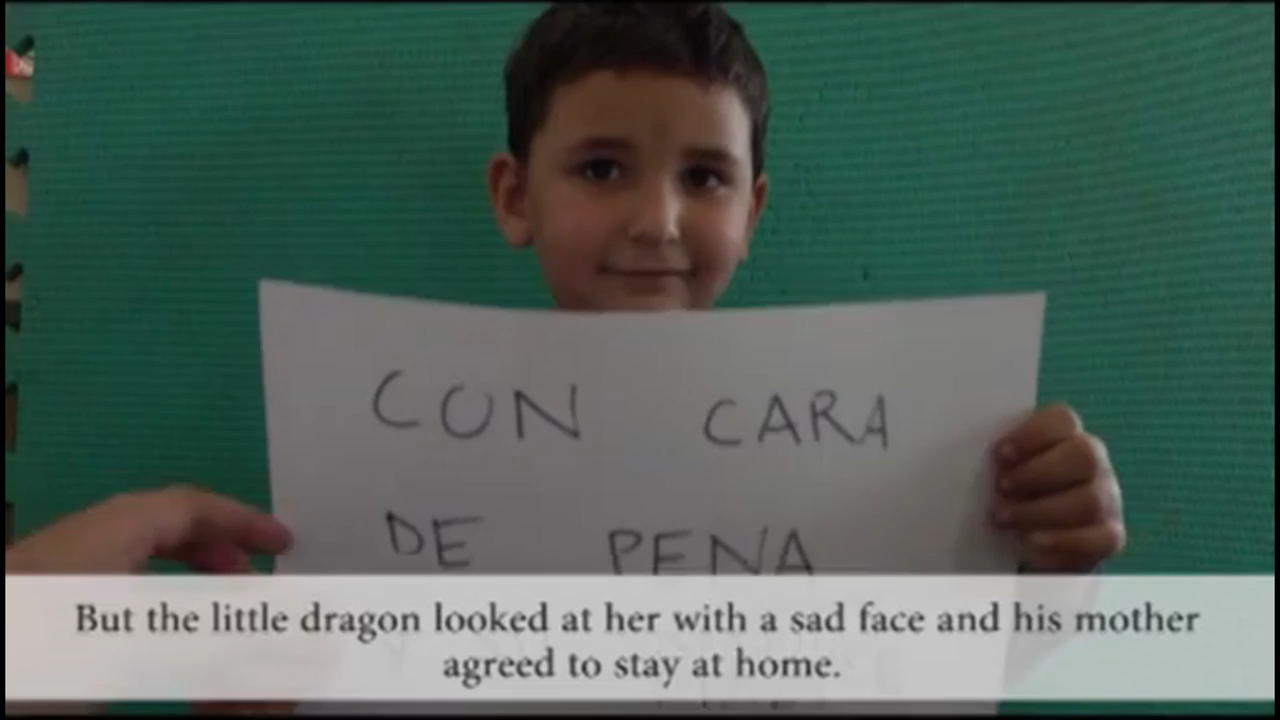 CON CARA
DE PENA
But the little dragon looked at her with a sad face and his mother
agreed to stay at home.